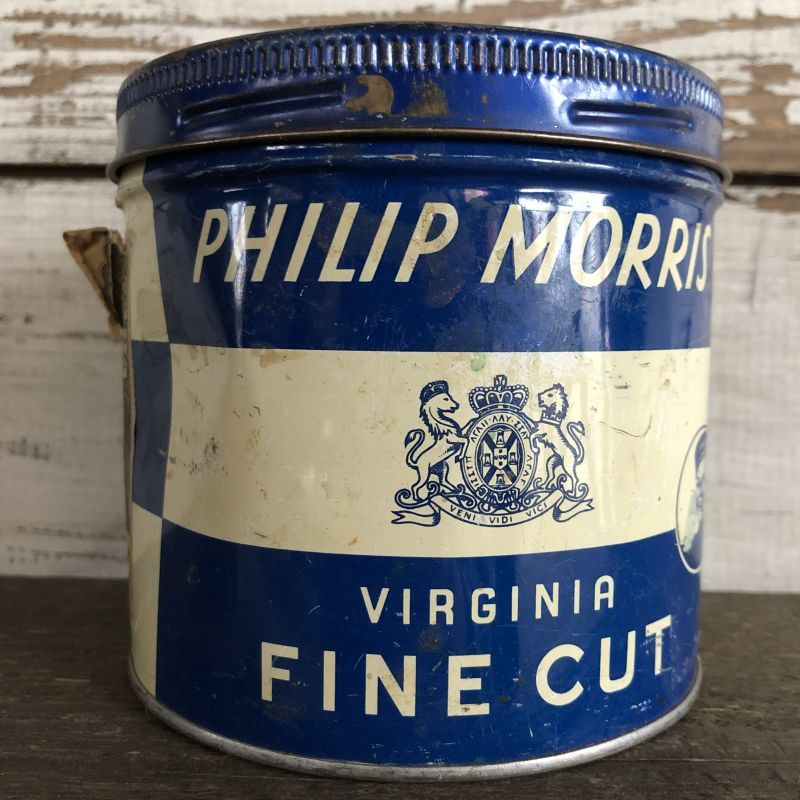 PHILIP MORRIS
VENI VIDI VICI
VIRGINIA
FINE CUT